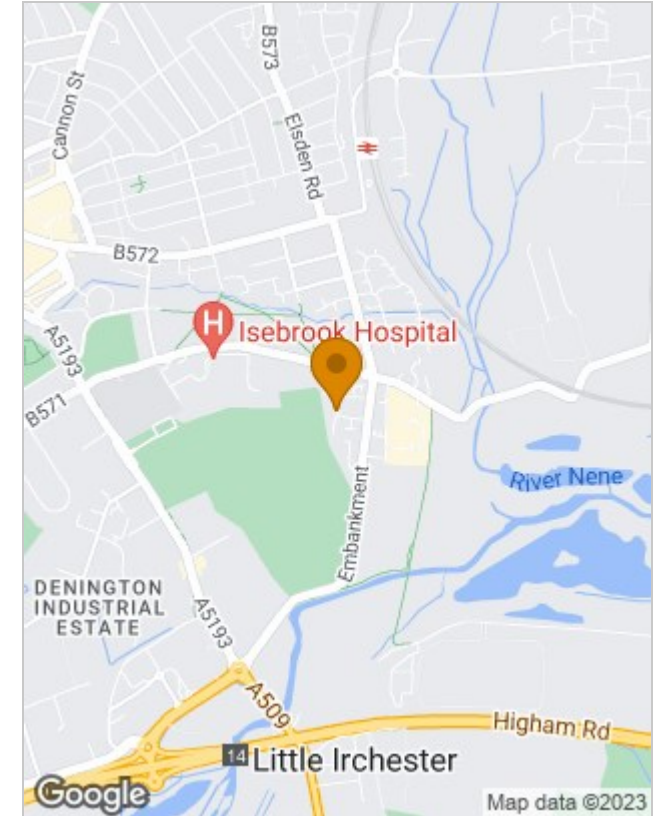 B573
Cannon St
Elsden Rd
B572
H
Isebrook Hospital
A5193
B571
River Nene
Embankment
DENINGTON
INDUSTRIAL
ESTATE
A5193
A509
Higham Rd
14
Little Irchester
Google
Map data ©2023